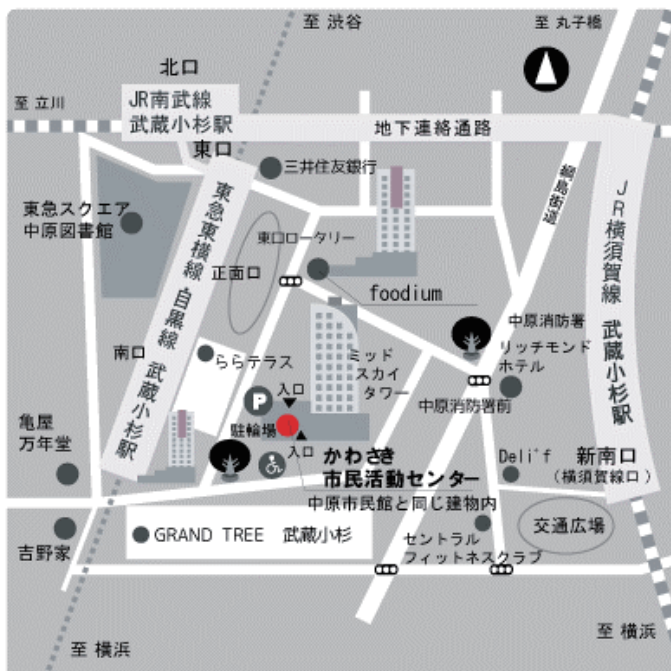 至 渋谷
至 丸子橋
北口
至 立川
JR南武線
武蔵小杉駅
地下連絡通路
東口
三井住友銀行
綱島街道
東急スクエア
中原図書館
東急東横線 目黒線 武蔵小杉駅
JR横須賀線 武蔵小杉駅
東口ロータリー
正面口
foodium
中原消防署
リッチモンド
ホテル
南口
ららテラス
ミッド
スカイ
タワー
P
入口
中原消防署前
亀屋
万年堂
駐輪場
入口
かわさき
市民活動センター
中原市民館と同じ建物内
Deli'f
新南口
(横須賀線口)
吉野家
GRAND TREE 武蔵小杉
セントラル
フィットネスクラブ
交通広場
至 横浜
至 横浜